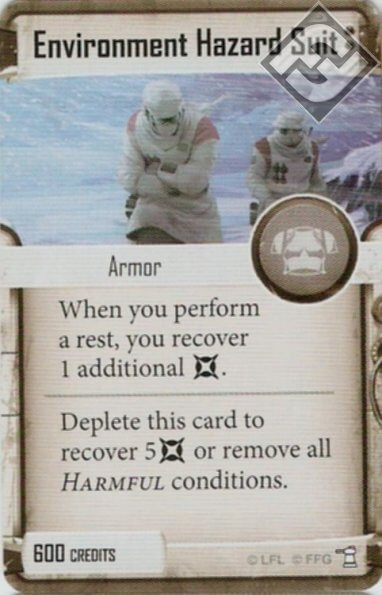 Environment Hazard Suit
Armor
When you perform
a rest, you recover
1 additional .
Deplete this card to
recover 5 or remove all
HARMFUL conditions.
600 CREDITS
©LFL ©FFG